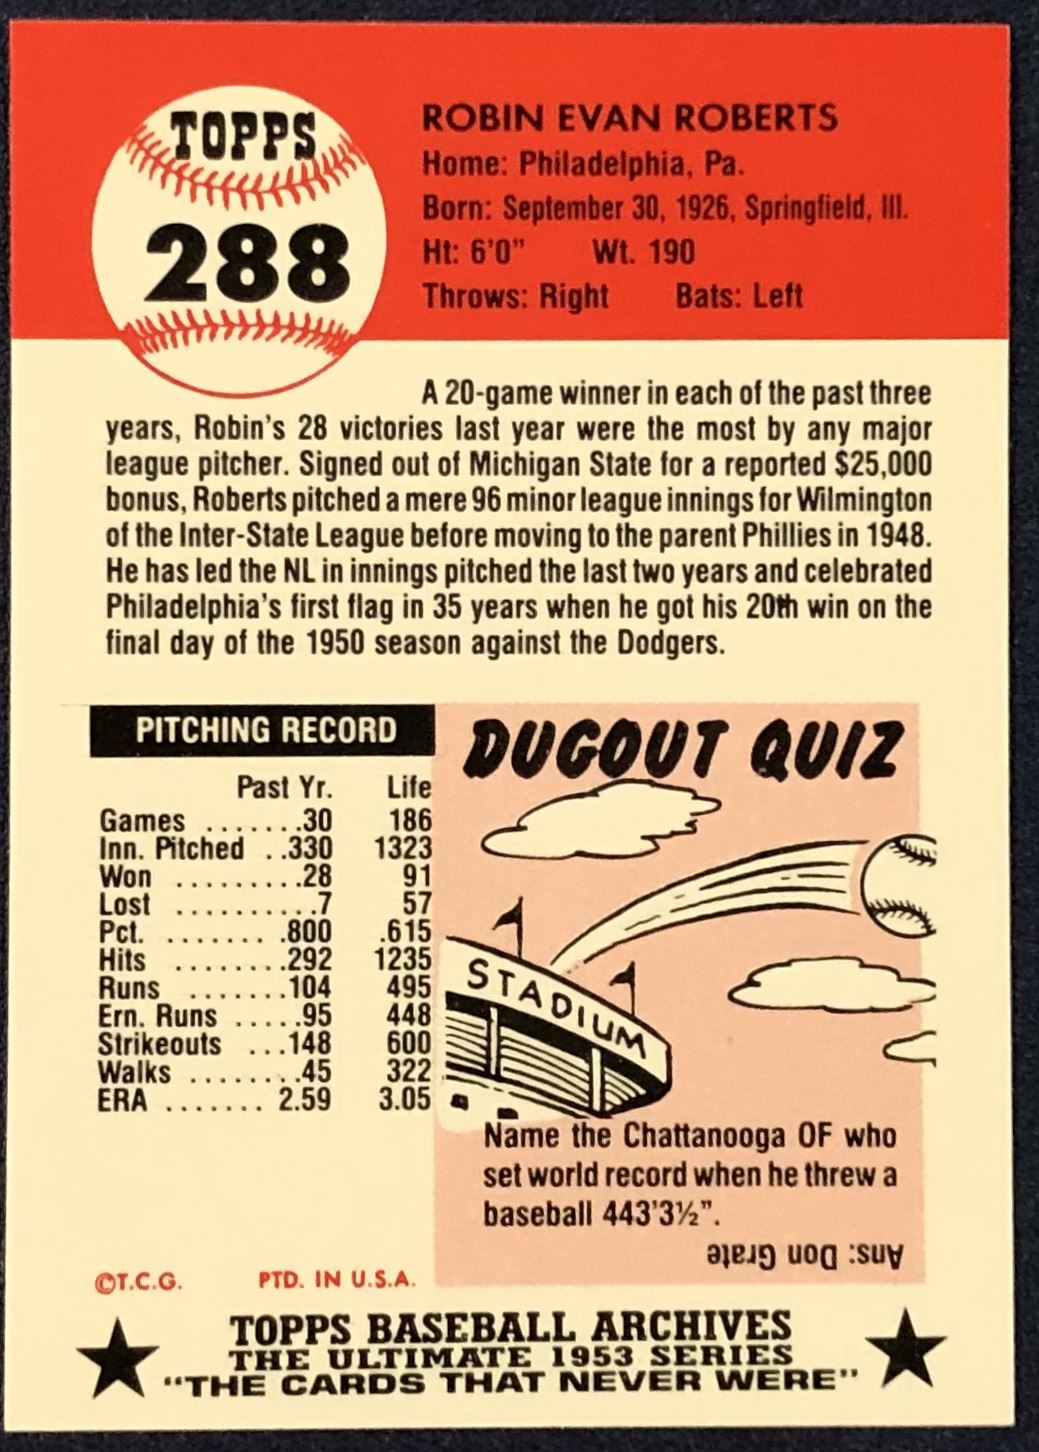 TOPPS
288
ROBIN EVAN ROBERTS
Home: Philadelphia, Pa.
Born: September 30, 1926, Springfield, Ill.
Ht: 6'0" Wt. 190
Throws: Right Bats: Left
A 20-game winner in each of the past three
years, Robin's 28 victories last year were the most by any major
league pitcher. Signed out of Michigan State for a reported $25,000
bonus, Roberts pitched a mere 96 minor league innings for Wilmington
of the Inter-State League before moving to the parent Phillies in 1948.
He has led the NL in innings pitched the last two years and celebrated
Philadelphia's first flag in 35 years when he got his 20th win on the
final day of the 1950 season against the Dodgers.
PITCHING RECORD
Past Yr. Life
Games .......30 186
Inn. Pitched ..330 1323
Won .........28 91
Lost ..........7 57
Pct. ....... .800 .615
Hits ........292 1235
Runs .......104 495
Ern. Runs .....95 448
Strikeouts ...148 600
Walks ........45 322
ERA ....... 2.59 3.05
DUGOUT QUIZ
STADIUM
Name the Chattanooga OF who
set world record when he threw a
baseball 443'3½".
Ans: Don Grate
©T.C.G. PTD. IN U.S.A.
TOPPS BASEBALL ARCHIVES
THE ULTIMATE 1953 SERIES
"THE CARDS THAT NEVER WERE"